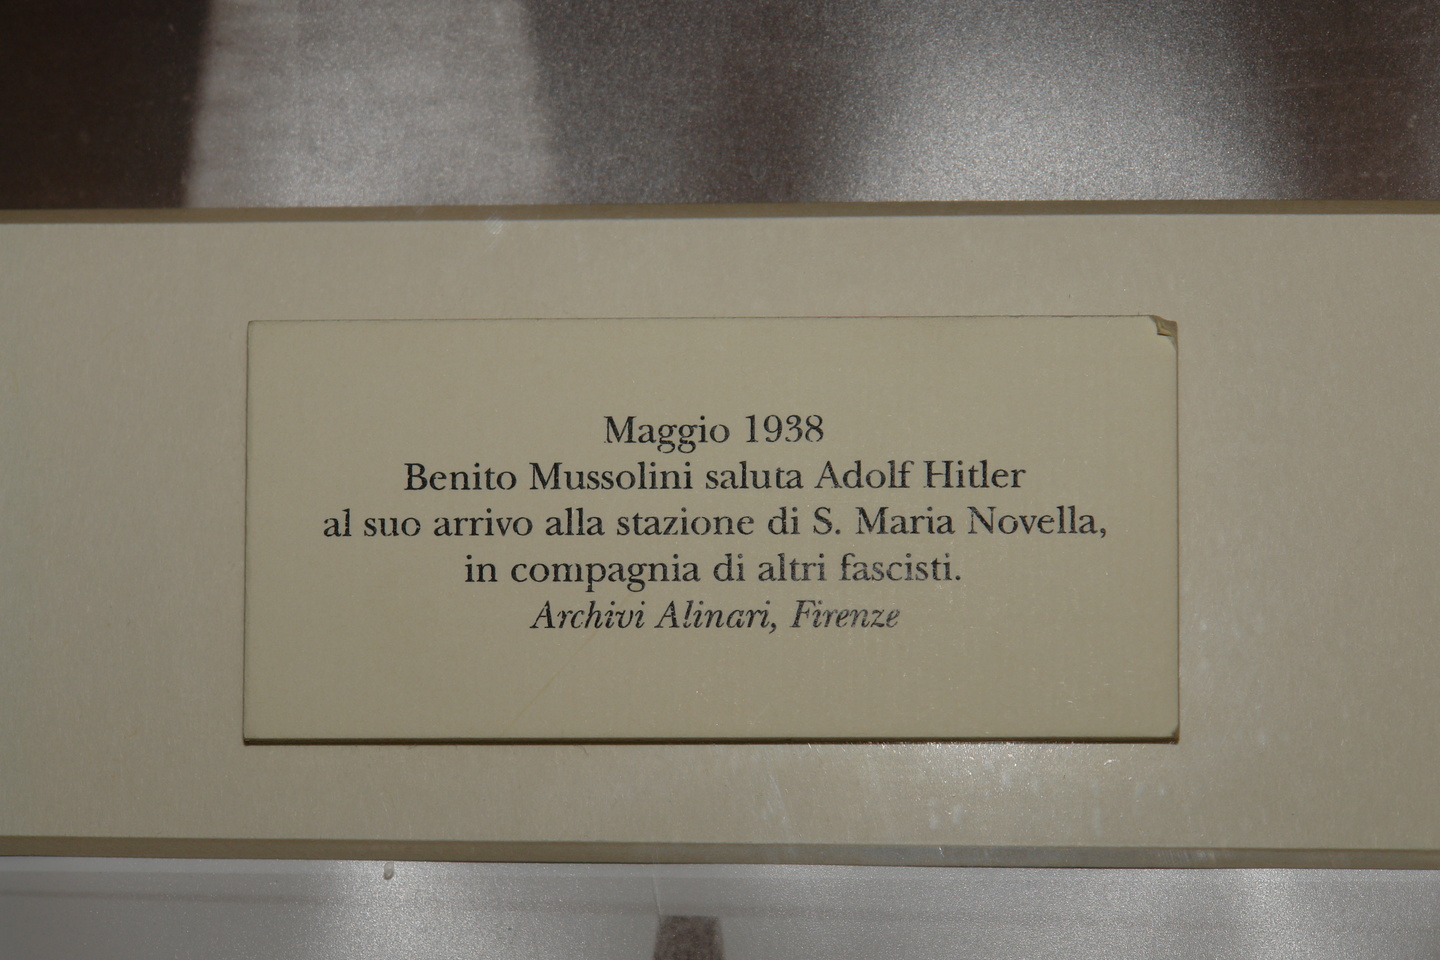 Maggio 1938
Benito Mussolini saluta Adolf Hitler
al suo arrivo alla stazione di S. Maria Novella,
in compagnia di altri fascisti.
Archivi Alinari, Firenze